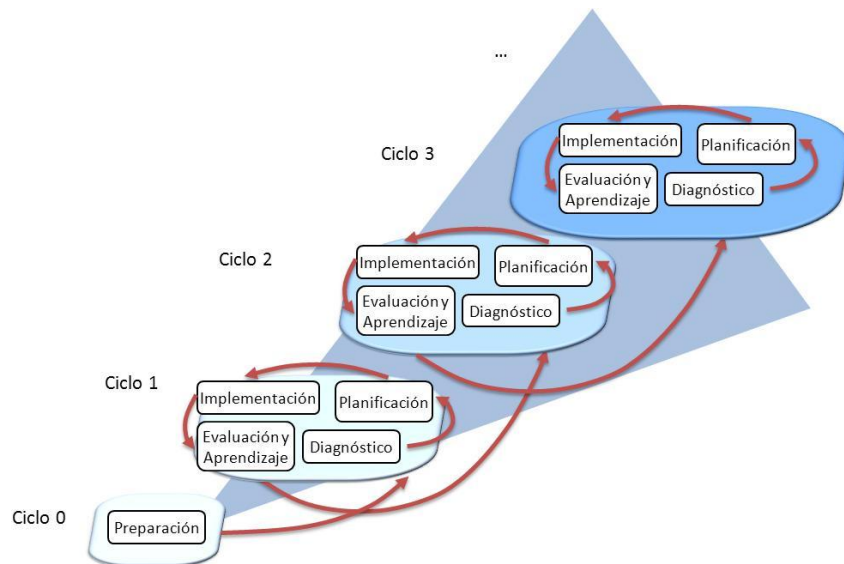 ...
Ciclo 3
Implementación
Planificación
Evaluación y
Aprendizaje
Diagnóstico
Ciclo 2
Implementación
Planificación
Evaluación y
Aprendizaje
Diagnóstico
Ciclo 1
Implementación
Planificación
Evaluación y
Aprendizaje
Diagnóstico
Ciclo 0
Preparación